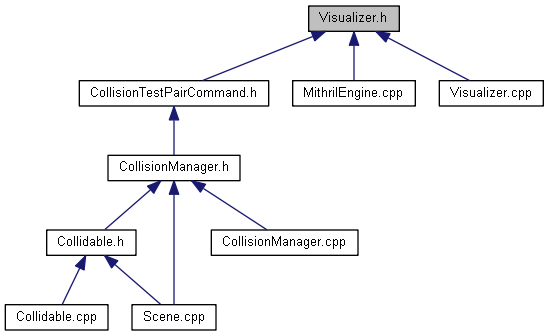 Visualizer.h
CollisionTestPairCommand.h
MithrilEngine.cpp
Visualizer.cpp
CollisionManager.h
Collidable.h
CollisionManager.cpp
Collidable.cpp
Scene.cpp